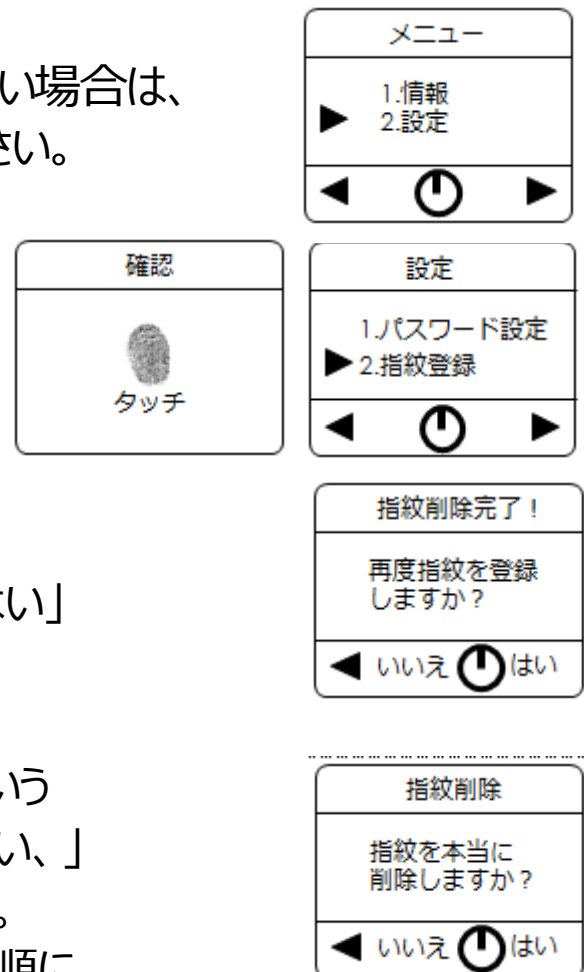 メニュー
い場合は、
1.情報
2.設定
さい。
確認
タッチ
設定
1.パスワード設定
2.指紋登録
指紋削除完了！
再度指紋を登録
しますか？
はい」
いいえ はい
いう
指紋削除
い、」
指紋を本当に
削除しますか？
。
順に
いいえ はい